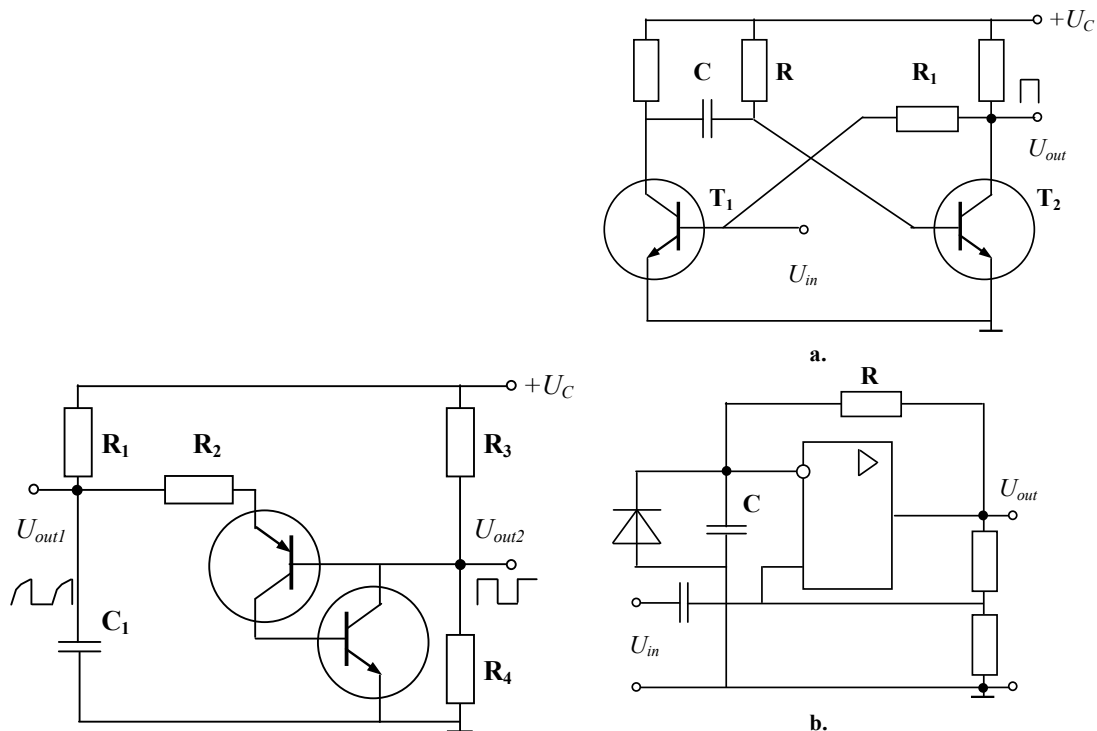 +U_C
C R R₁
U_out
T₁ T₂
U_in
a.
+U_C
R₁ R₂ R₃
U_out1 U_out2
C₁
R₄
R
C
U_out
U_in
b.